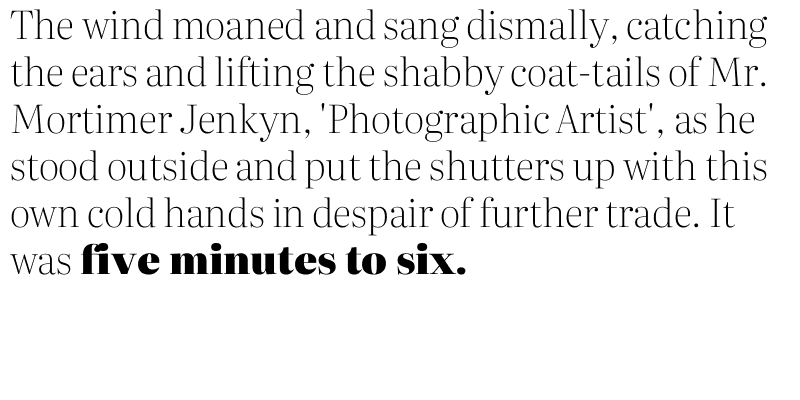 The wind moaned and sang dismally, catching
the ears and lifting the shabby coat-tails of Mr.
Mortimer Jenkyn, 'Photographic Artist', as he
stood outside and put the shutters up with this
own cold hands in despair of further trade. It
was five minutes to six.